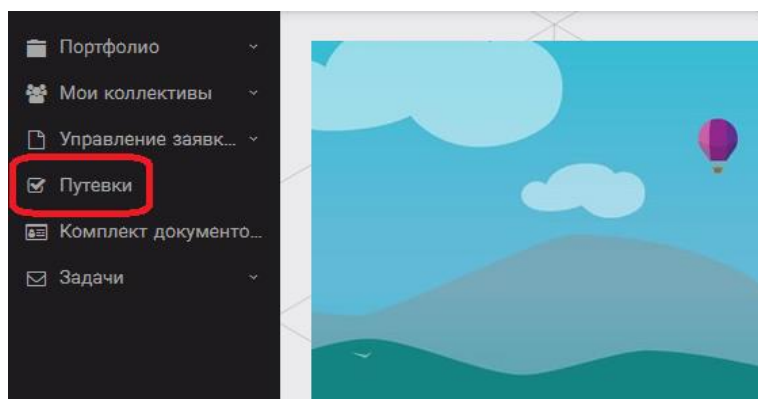 Портфолио
Мои коллективы
Управление заявк...
Путевки
Комплект документо...
Задачи